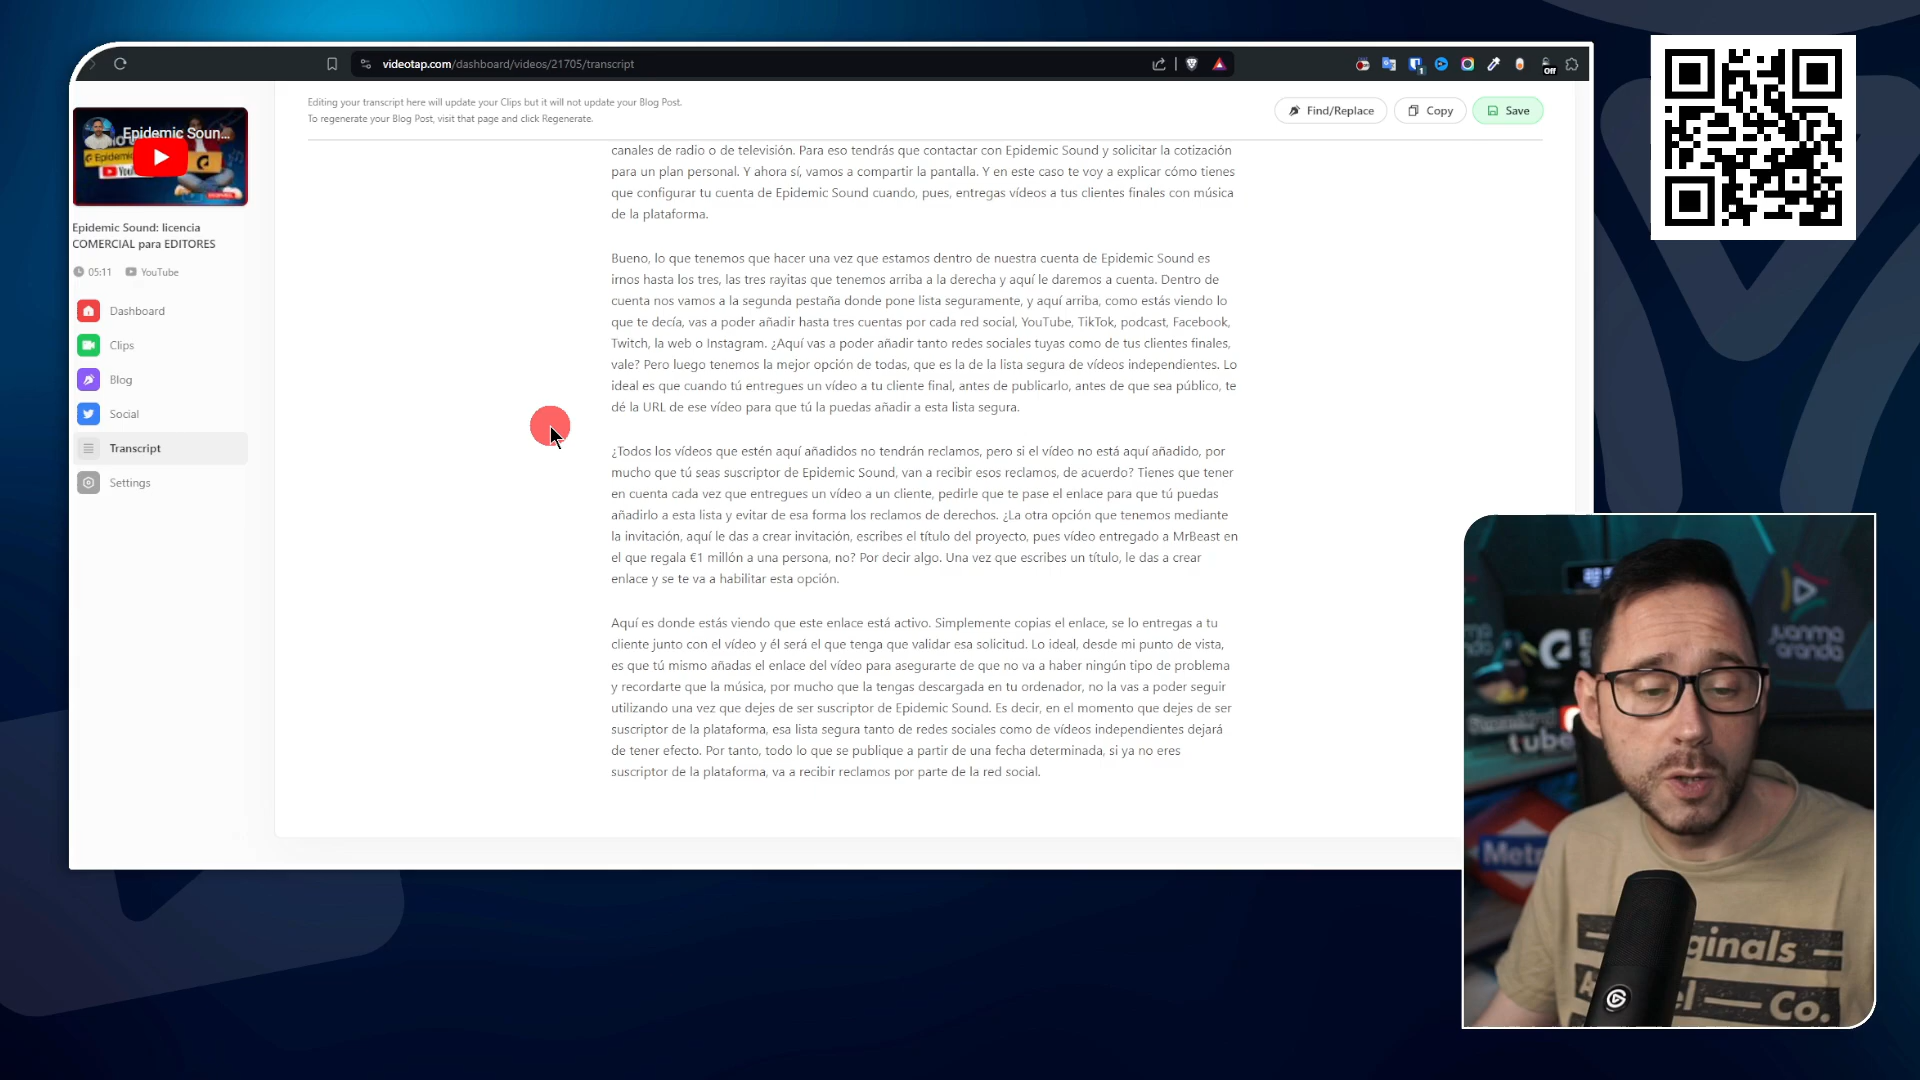 videotap.com/dashboard/videos/21705/transcript
Off
Editing your transcript here will update your Clips but it will not update your Blog Post.
To regenerate your Blog Post, visit that page and click Regenerate.
Find/Replace
Copy
Save
Epidemic Soun...
Epidemic Sound: licencia
COMERCIAL para EDITORES
05:11
YouTube
Dashboard
Clips
Blog
Social
Transcript
Settings
canales de radio o de televisión. Para eso tendrás que contactar con Epidemic Sound y solicitar la cotización
para un plan personal. Y ahora sí, vamos a compartir la pantalla. Y en este caso te voy a explicar cómo tienes
que configurar tu cuenta de Epidemic Sound cuando, pues, entregas vídeos a tus clientes finales con música
de la plataforma.
Bueno, lo que tenemos que hacer una vez que estamos dentro de nuestra cuenta de Epidemic Sound es
irnos hasta los tres, las tres rayitas que tenemos arriba a la derecha y aquí le daremos a cuenta. Dentro de
cuenta nos vamos a la segunda pestaña donde pone lista seguramente, y aquí arriba, como estás viendo lo
que te decía, vas a poder añadir hasta tres cuentas por cada red social, YouTube, TikTok, podcast, Facebook,
Twitch, la web o Instagram. ¿Aquí vas a poder añadir tanto redes sociales tuyas como de tus clientes finales,
vale? Pero luego tenemos la mejor opción de todas, que es la de la lista segura de vídeos independientes. Lo
ideal es que cuando tú entregues un vídeo a tu cliente final, antes de publicarlo, antes de que sea público, te
dé la URL de ese vídeo para que tú la puedas añadir a esta lista segura.
¿Todos los vídeos que estén aquí añadidos no tendrán reclamos, pero si el vídeo no está aquí añadido, por
mucho que tú seas suscriptor de Epidemic Sound, van a recibir esos reclamos, de acuerdo? Tienes que tener
en cuenta cada vez que entregues un vídeo a un cliente, pedirle que te pase el enlace para que tú puedas
añadirlo a esta lista y evitar de esa forma los reclamos de derechos. ¿La otra opción que tenemos mediante
la invitación, aquí le das a crear invitación, escribes el título del proyecto, pues vídeo entregado a MrBeast en
el que regala €1 millón a una persona, no? Por decir algo. Una vez que escribes un título, le das a crear
enlace y se te va a habilitar esta opción.
Aquí es donde estás viendo que este enlace está activo. Simplemente copias el enlace, se lo entregas a tu
cliente junto con el vídeo y él será el que tenga que validar esa solicitud. Lo ideal, desde mi punto de vista,
es que tú mismo añadas el enlace del vídeo para asegurarte de que no va a haber ningún tipo de problema
y recordarte que la música, por mucho que la tengas descargada en tu ordenador, no la vas a poder seguir
utilizando una vez que dejes de ser suscriptor de Epidemic Sound. Es decir, en el momento que dejes de ser
suscriptor de la plataforma, esa lista segura tanto de redes sociales como de vídeos independientes dejará
de tener efecto. Por tanto, todo lo que se publique a partir de una fecha determinada, si ya no eres
suscriptor de la plataforma, va a recibir reclamos por parte de la red social.
juanma
aranda
tube
Metr
ginals
Co.